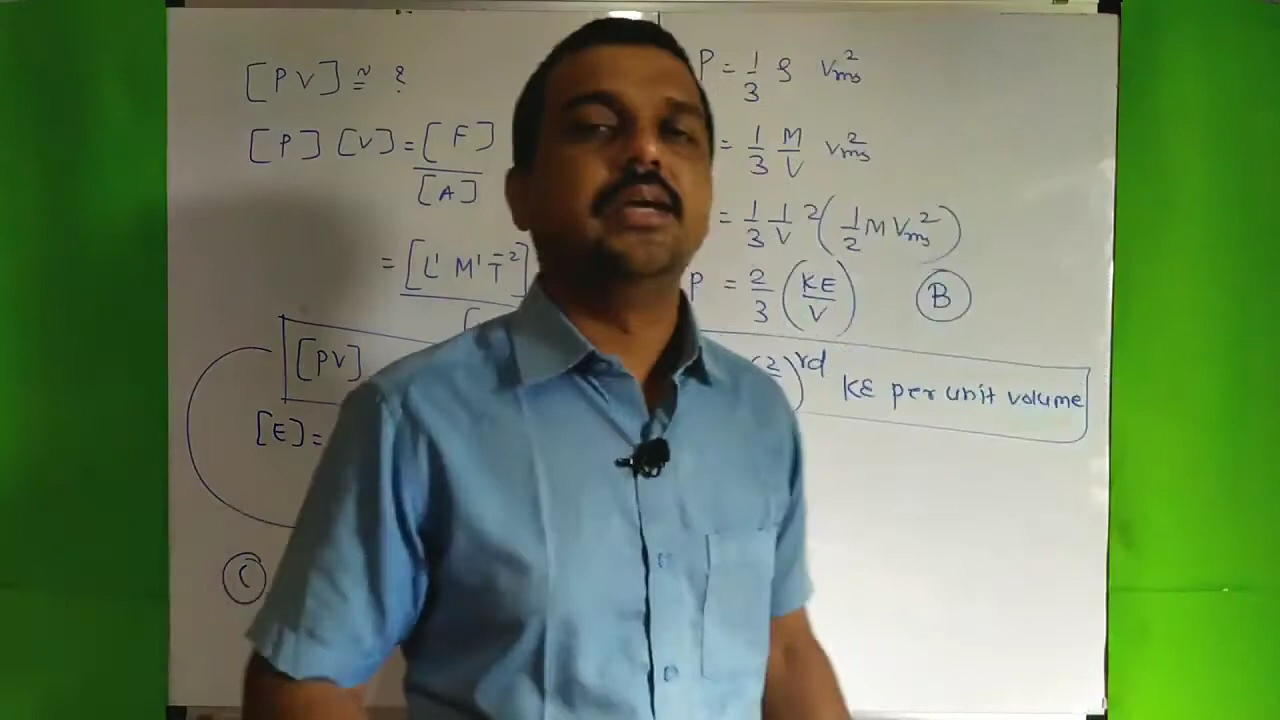 [PV] ≅ ?
[P] [V] = [F]
[A]
= [L¹ M¹ T⁻²]
[
[PV]
[E] =
C
P = 1/3 ρ Vrms²
= 1/3 M/V Vrms²
= 1/3 1/V 2(1/2 M Vrms²)
P = 2/3 (KE/V) B
rd KE per unit volume